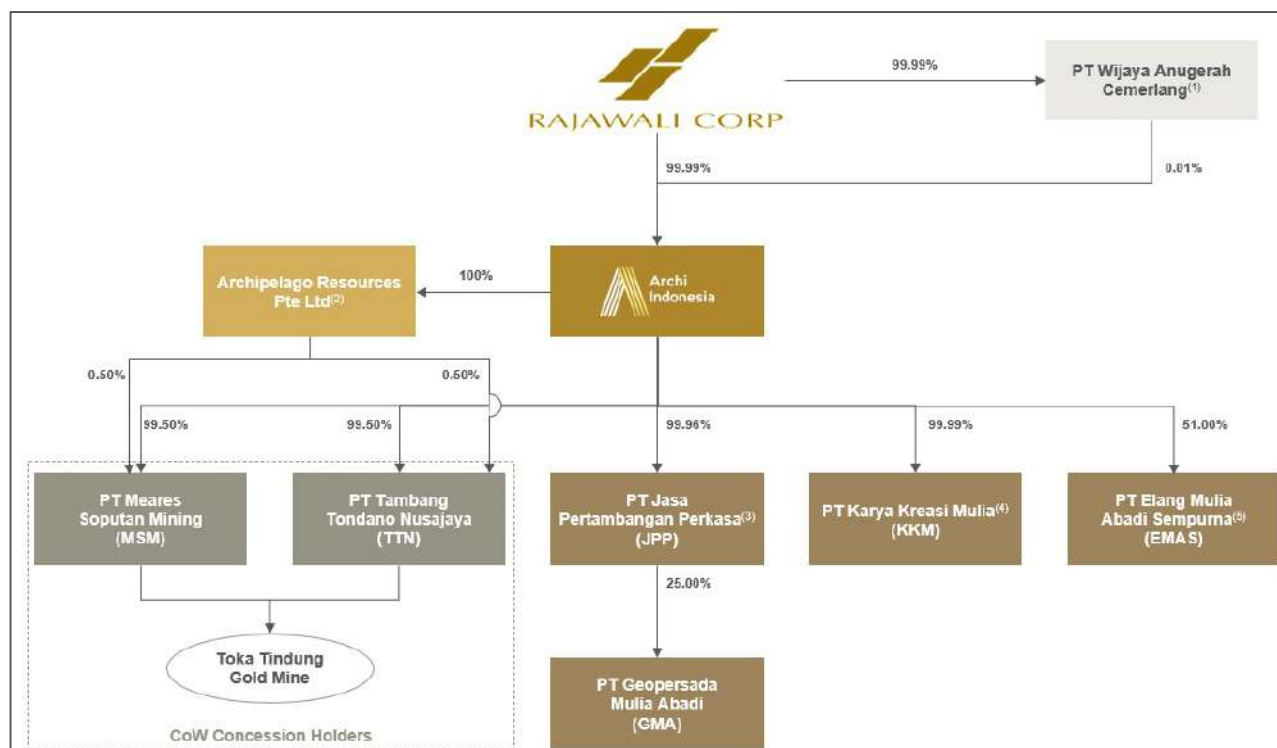 RAJAWALI CORP
99.99%
PT Wijaya Anugerah
Cemerlang(1)
99.99%
0.01%
Archipelago Resources
Pte Ltd(2)
100%
Archi
Indonesia
0.50%
0.50%
99.50%
99.50%
99.96%
99.99%
51.00%
PT Meares
Soputan Mining
(MSM)
PT Tambang
Tondano Nusajaya
(TTN)
PT Jasa
Pertambangan Perkasa(3)
(JPP)
PT Karya Kreasi Mulia(4)
(KKM)
PT Elang Mulia
Abadi Sempurna(5)
(EMAS)
25.00%
Toka Tindung
Gold Mine
PT Geopersada
Mulia Abadi
(GMA)
CoW Concession Holders